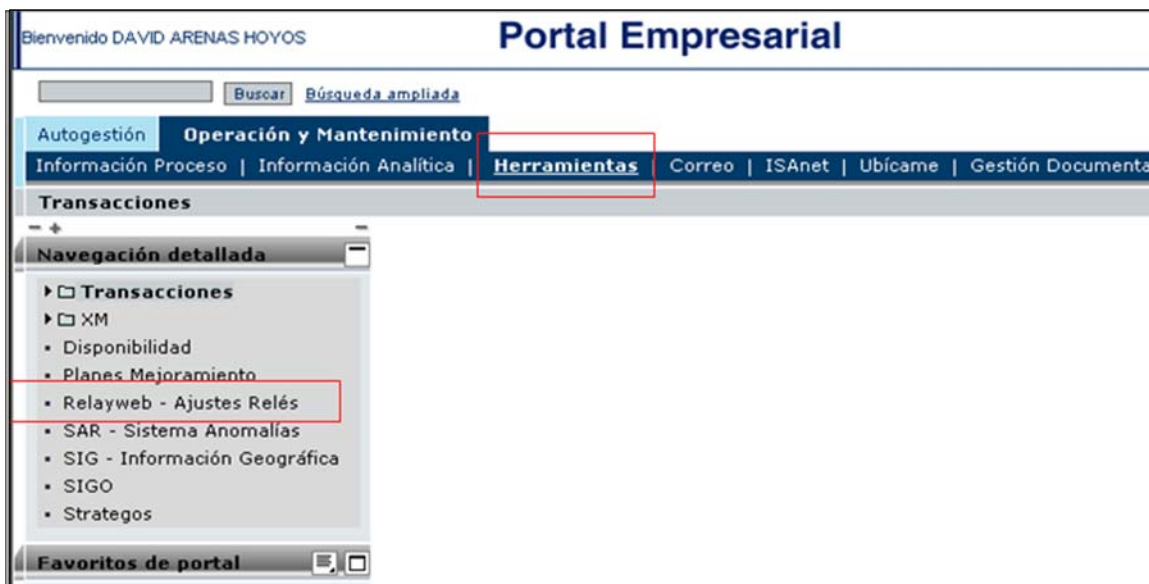 Bienvenido DAVID ARENAS HOYOS
Portal Empresarial
Buscar Búsqueda ampliada
Autogestión Operación y Mantenimiento
Información Proceso | Información Analítica | Herramientas | Correo | ISAnet | Ubícame | Gestión Documenta
Transacciones
Navegación detallada
Transacciones
XM
Disponibilidad
Planes Mejoramiento
Relayweb - Ajustes Relés
SAR - Sistema Anomalías
SIG - Información Geográfica
SIGO
Strategos
Favoritos de portal